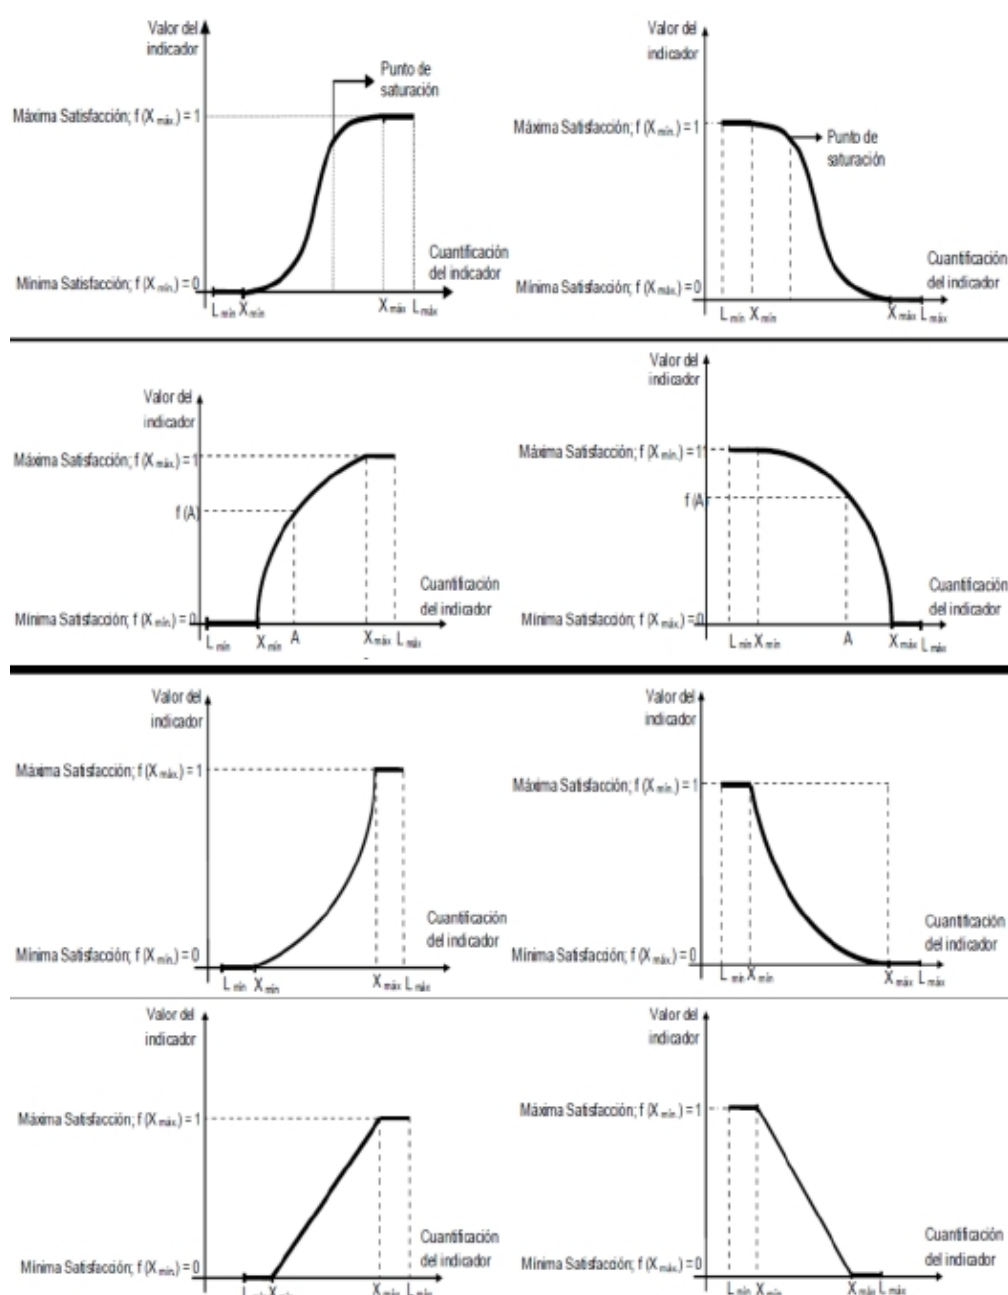 Valor del
indicador
Punto de
saturación
Máxima Satisfacción; f (X máx.) = 1
Cuantificación
del indicador
Mínima Satisfacción; f (X mín.) = 0
L mín X mín
X máx L máx
Valor del
indicador
Máxima Satisfacción; f (X mín.) = 1
Punto de
saturación
Cuantificación
del indicador
Mínima Satisfacción; f (X máx.) = 0
L mín X mín
X máx L máx
Valor del
indicador
Máxima Satisfacción; f (X máx.) = 1
f (A)
Cuantificación
del indicador
Mínima Satisfacción; f (X mín.) = 0
L mín X mín A X máx L máx
Valor del
indicador
Máxima Satisfacción; f (X mín.) = 1
f (A)
Cuantificación
del indicador
Mínima Satisfacción; f (X máx.) = 0
L mín X mín A X máx L máx
Valor del
indicador
Máxima Satisfacción; f (X máx.) = 1
Cuantificación
del indicador
Mínima Satisfacción; f (X mín.) = 0
L mín X mín X máx L máx
Valor del
indicador
Máxima Satisfacción; f (X mín.) = 1
Cuantificación
del indicador
Mínima Satisfacción; f (X máx.) = 0
L mín X mín X máx L máx
Valor del
indicador
Máxima Satisfacción; f (X máx.) = 1
Cuantificación
del indicador
Mínima Satisfacción; f (X mín.) = 0
L mín X mín X máx L máx
Valor del
indicador
Máxima Satisfacción; f (X mín.) = 1
Cuantificación
del indicador
Mínima Satisfacción; f (X máx.) = 0
L mín X mín X máx L máx